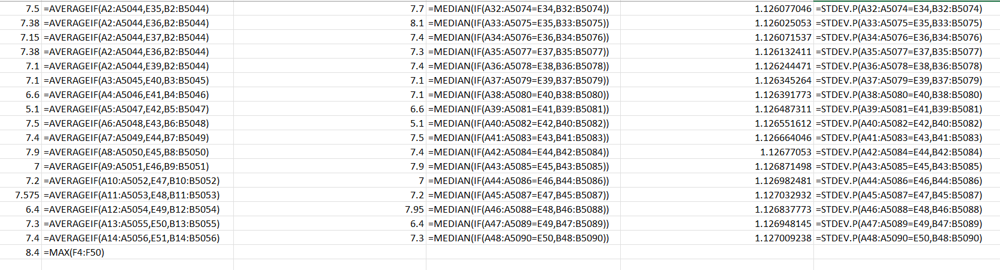 7.5 =AVERAGEIF(A2:A5044,E35,B2:B5044) 7.7 =MEDIAN(IF(A32:A5074=E34,B32:B5074)) 1.126077046 =STDEV.P(A32:A5074=E34,B32:B5074)
7.38 =AVERAGEIF(A2:A5044,E36,B2:B5044) 8.1 =MEDIAN(IF(A33:A5075=E35,B33:B5075)) 1.126025053 =STDEV.P(A33:A5075=E35,B33:B5075)
7.15 =AVERAGEIF(A2:A5044,E37,B2:B5044) 7.4 =MEDIAN(IF(A34:A5076=E36,B34:B5076)) 1.126071537 =STDEV.P(A34:A5076=E36,B34:B5076)
7.38 =AVERAGEIF(A2:A5044,E36,B2:B5044) 7.3 =MEDIAN(IF(A35:A5077=E37,B35:B5077)) 1.126132411 =STDEV.P(A35:A5077=E37,B35:B5077)
7.1 =AVERAGEIF(A2:A5044,E39,B2:B5044) 7.4 =MEDIAN(IF(A36:A5078=E38,B36:B5078)) 1.126244471 =STDEV.P(A36:A5078=E38,B36:B5078)
7.1 =AVERAGEIF(A3:A5045,E40,B3:B5045) 7.1 =MEDIAN(IF(A37:A5079=E39,B37:B5079)) 1.126345264 =STDEV.P(A37:A5079=E39,B37:B5079)
6.6 =AVERAGEIF(A4:A5046,E41,B4:B5046) 7.1 =MEDIAN(IF(A38:A5080=E40,B38:B5080)) 1.126391773 =STDEV.P(A38:A5080=E40,B38:B5080)
5.1 =AVERAGEIF(A5:A5047,E42,B5:B5047) 6.6 =MEDIAN(IF(A39:A5081=E41,B39:B5081)) 1.126487311 =STDEV.P(A39:A5081=E41,B39:B5081)
7.5 =AVERAGEIF(A6:A5048,E43,B6:B5048) 5.1 =MEDIAN(IF(A40:A5082=E42,B40:B5082)) 1.126551612 =STDEV.P(A40:A5082=E42,B40:B5082)
7.4 =AVERAGEIF(A7:A5049,E44,B7:B5049) 7.5 =MEDIAN(IF(A41:A5083=E43,B41:B5083)) 1.126664046 =STDEV.P(A41:A5083=E43,B41:B5083)
7.9 =AVERAGEIF(A8:A5050,E45,B8:B5050) 7.4 =MEDIAN(IF(A42:A5084=E44,B42:B5084)) 1.12677053 =STDEV.P(A42:A5084=E44,B42:B5084)
7 =AVERAGEIF(A9:A5051,E46,B9:B5051) 7.9 =MEDIAN(IF(A43:A5085=E45,B43:B5085)) 1.126871498 =STDEV.P(A43:A5085=E45,B43:B5085)
7.2 =AVERAGEIF(A10:A5052,E47,B10:B5052) 7 =MEDIAN(IF(A44:A5086=E46,B44:B5086)) 1.126982481 =STDEV.P(A44:A5086=E46,B44:B5086)
7.575 =AVERAGEIF(A11:A5053,E48,B11:B5053) 7.2 =MEDIAN(IF(A45:A5087=E47,B45:B5087)) 1.127032932 =STDEV.P(A45:A5087=E47,B45:B5087)
6.4 =AVERAGEIF(A12:A5054,E49,B12:B5054) 7.95 =MEDIAN(IF(A46:A5088=E48,B46:B5088)) 1.126837773 =STDEV.P(A46:A5088=E48,B46:B5088)
7.3 =AVERAGEIF(A13:A5055,E50,B13:B5055) 6.4 =MEDIAN(IF(A47:A5089=E49,B47:B5089)) 1.126948145 =STDEV.P(A47:A5089=E49,B47:B5089)
7.4 =AVERAGEIF(A14:A5056,E51,B14:B5056) 7.3 =MEDIAN(IF(A48:A5090=E50,B48:B5090)) 1.127009238 =STDEV.P(A48:A5090=E50,B48:B5090)
8.4 =MAX(F4:F50)